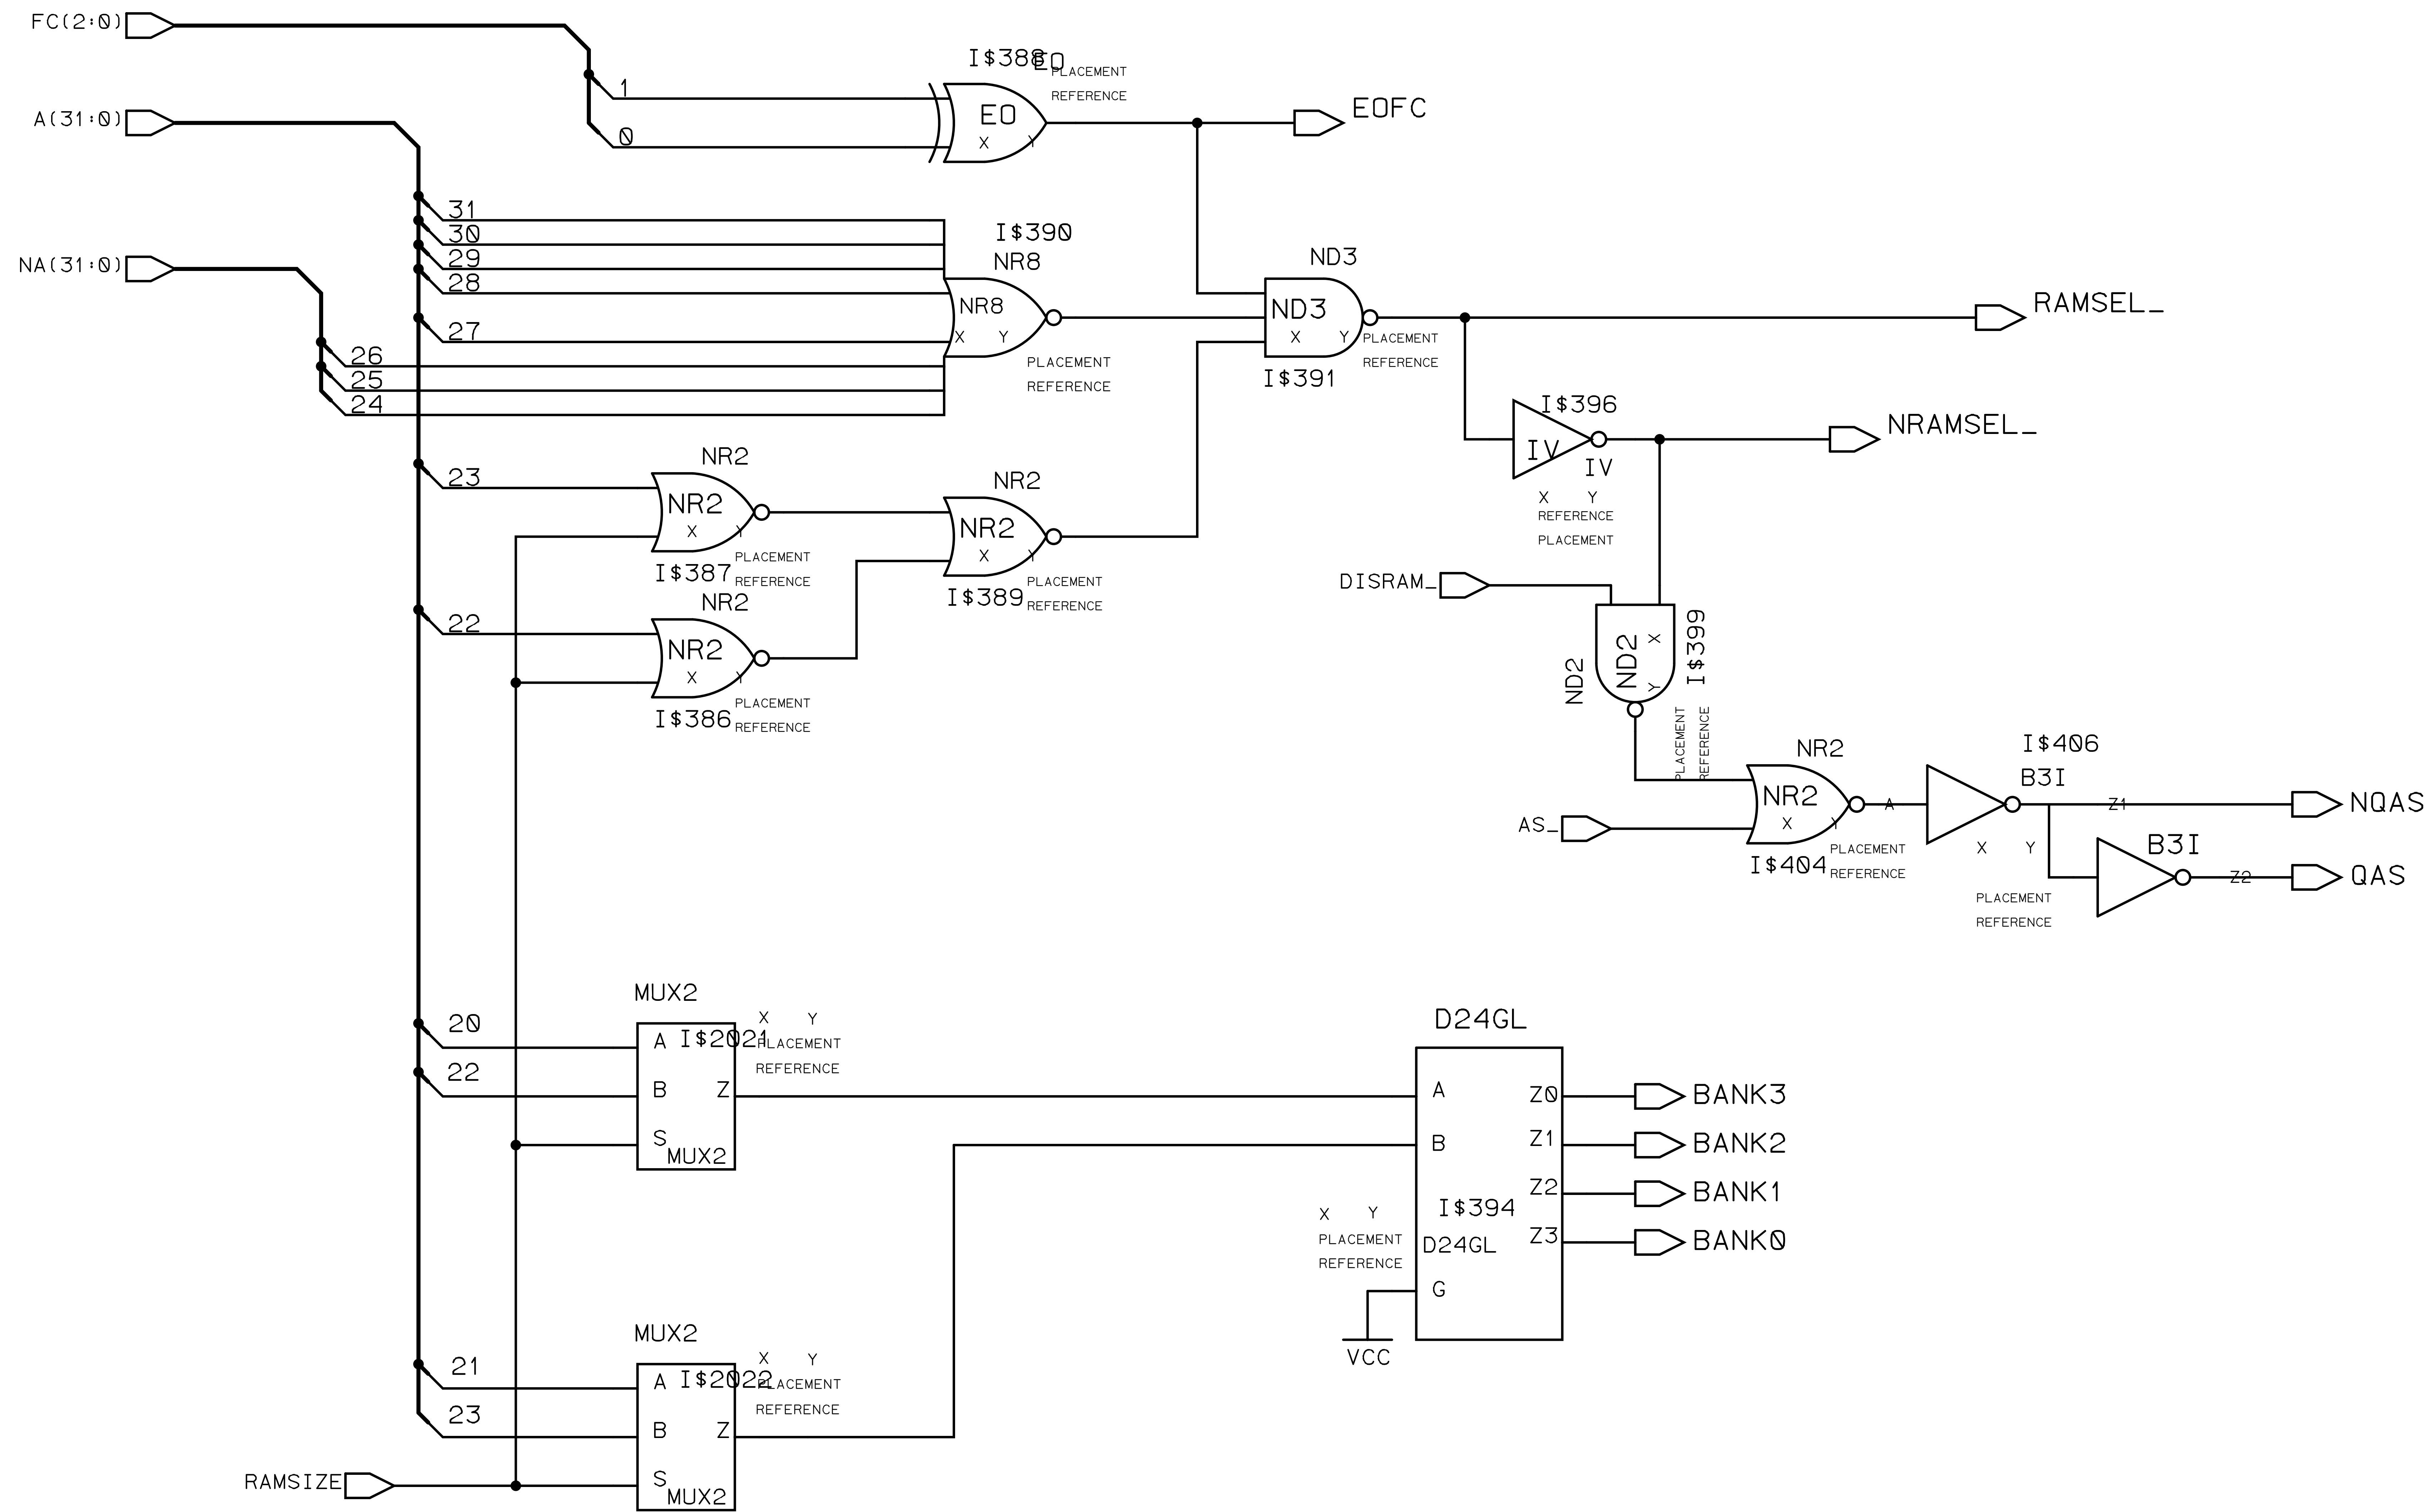 FC(2:0)
1
0
I$388
EO
PLACEMENT
REFERENCE
EO
X Y
EOFC
A(31:0)
31
30
29
28
27
NA(31:0)
26
25
24
I$390
NR8
NR8
X Y
PLACEMENT
REFERENCE
ND3
ND3
X Y
PLACEMENT
REFERENCE
I$391
RAMSEL_
I$396
IV
IV
X Y
REFERENCE
PLACEMENT
NRAMSEL_
23
NR2
NR2
X Y
PLACEMENT
I$387
REFERENCE
NR2
NR2
X Y
PLACEMENT
I$389
REFERENCE
22
NR2
NR2
X Y
PLACEMENT
I$386
REFERENCE
DISRAM_
ND2
ND2
X Y
I$399
PLACEMENT
REFERENCE
AS_
NR2
NR2
X Y
PLACEMENT
I$404
REFERENCE
A
I$406
B3I
Z1
NQAS
X Y
B3I
Z2
QAS
PLACEMENT
REFERENCE
20
22
MUX2
A
I$2021
B
Z
S
MUX2
X Y
PLACEMENT
REFERENCE
D24GL
A
B
G
Z0
Z1
Z2
Z3
I$394
D24GL
X Y
PLACEMENT
REFERENCE
VCC
BANK3
BANK2
BANK1
BANK0
21
23
MUX2
A
I$2022
B
Z
S
MUX2
X Y
PLACEMENT
REFERENCE
RAMSIZE